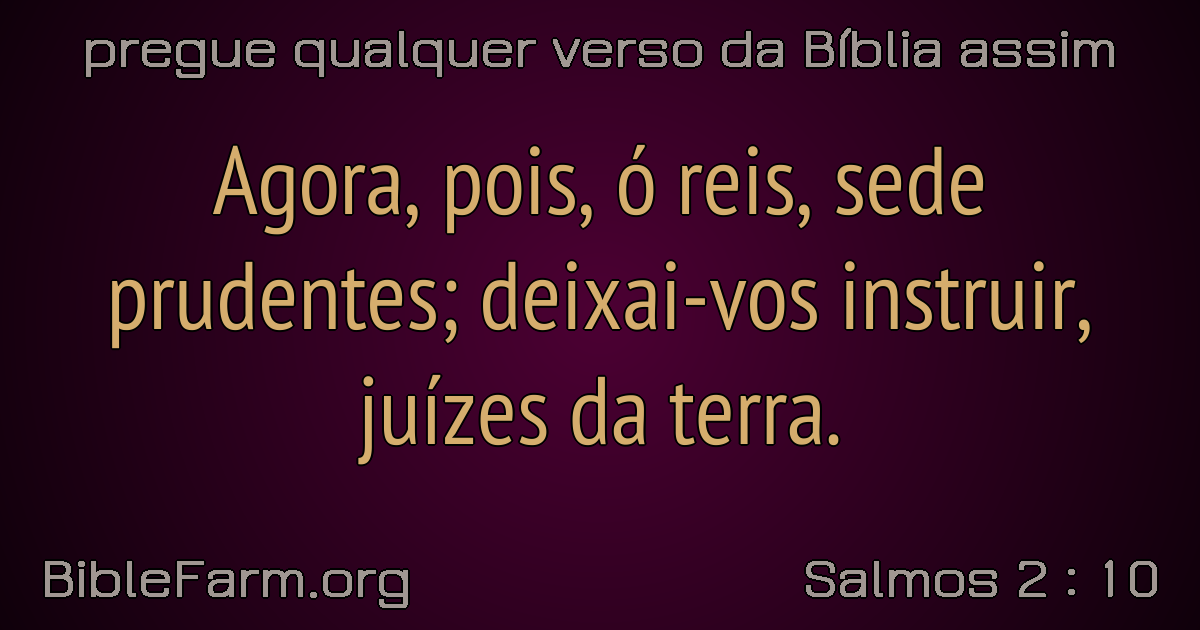 pregue qualquer verso da Bíblia assim
Agora, pois, ó reis, sede
prudentes; deixai-vos instruir,
juízes da terra.
BibleFarm.org
Salmos 2 : 10